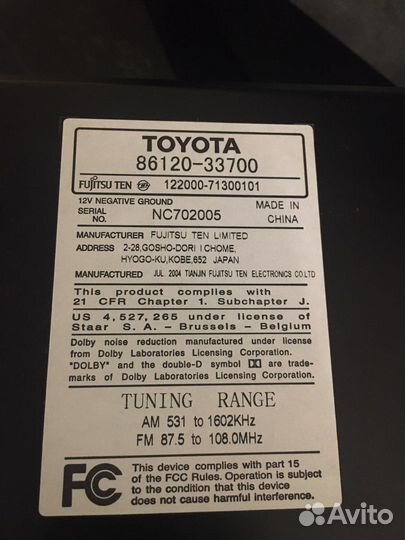 TOYOTA
86120-33700
FUJITSU TEN 122000-71300101
12V NEGATIVE GROUND
SERIAL NO. NC702005 MADE IN CHINA
MANUFACTURER FUJITSU TEN LIMITED
ADDRESS 2-28,GOSHO-DORI 1CHOME,
HYOGO-KU,KOBE,652 JAPAN
MANUFACTURED JUL 2004 TIANJIN FUJITSU TEN ELECTRONICS CO.LTD
This product complies with
21 CFR Chapter 1. Subchapter J.
US 4,527,265 under license of
Staar S.A.-Brussels-Belgium
Dolby noise reduction manufactured under license
from Dolby Laboratories Licensing Corporation.
"DOLBY" and the double-D symbol are trade-
marks of Dolby Laboratories Licensing Corporation.
TUNING RANGE
AM 531 to 1602KHz
FM 87.5 to 108.0MHz
FC This device complies with part 15
of the FCC Rules. Operation is subject
to the condition that this device
does not cause harmful interference.
Avito